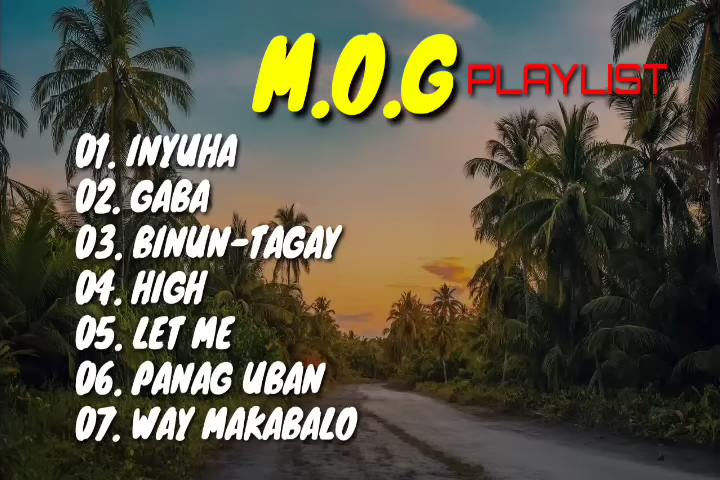 M.O.G PLAYLIST
01. INYUHA
02. GABA
03. BINUN-TAGAY
04. HIGH
05. LET ME
06. PANAG UBAN
07. WAY MAKABALO